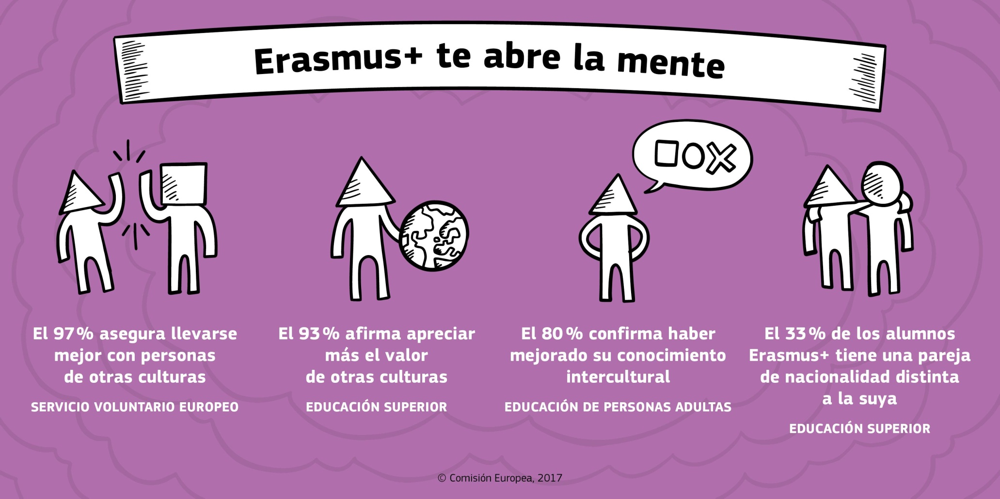 Erasmus+ te abre la mente
El 97% asegura llevarse
mejor con personas
de otras culturas
SERVICIO VOLUNTARIO EUROPEO
El 93% afirma apreciar
más el valor
de otras culturas
EDUCACIÓN SUPERIOR
El 80% confirma haber
mejorado su conocimiento
intercultural
EDUCACIÓN DE PERSONAS ADULTAS
El 33% de los alumnos
Erasmus+ tiene una pareja
de nacionalidad distinta
a la suya
EDUCACIÓN SUPERIOR
© Comisión Europea, 2017